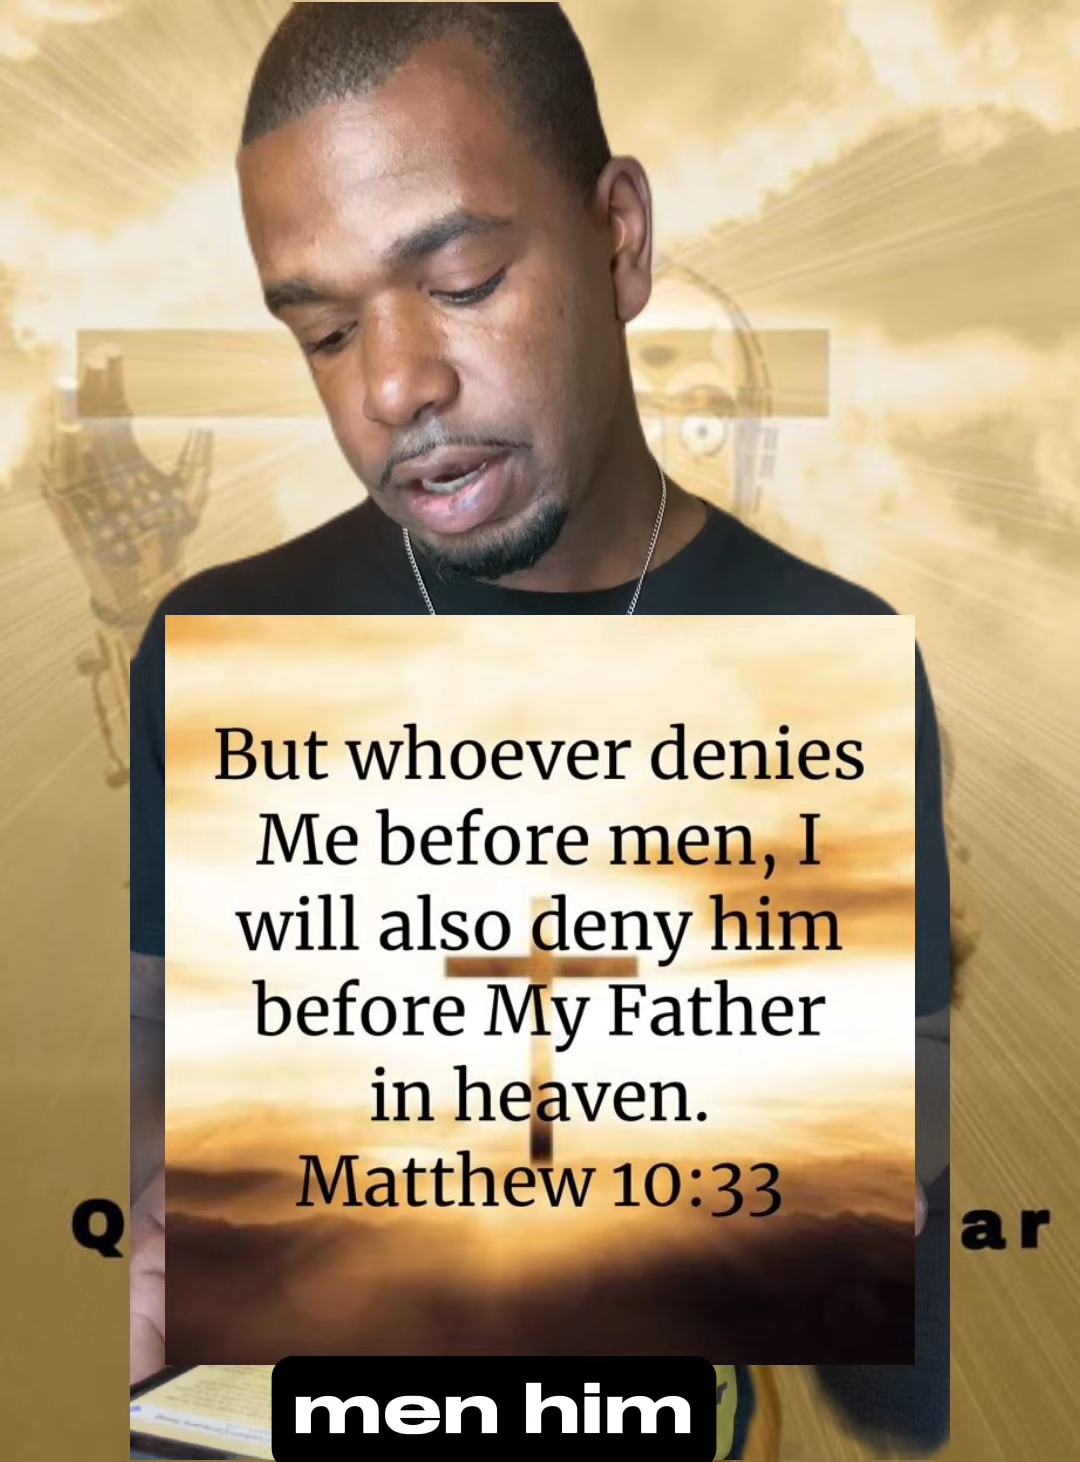 But whoever denies
Me before men, I
will also deny him
before My Father
in heaven.
Matthew 10:33
Q
ar
men him